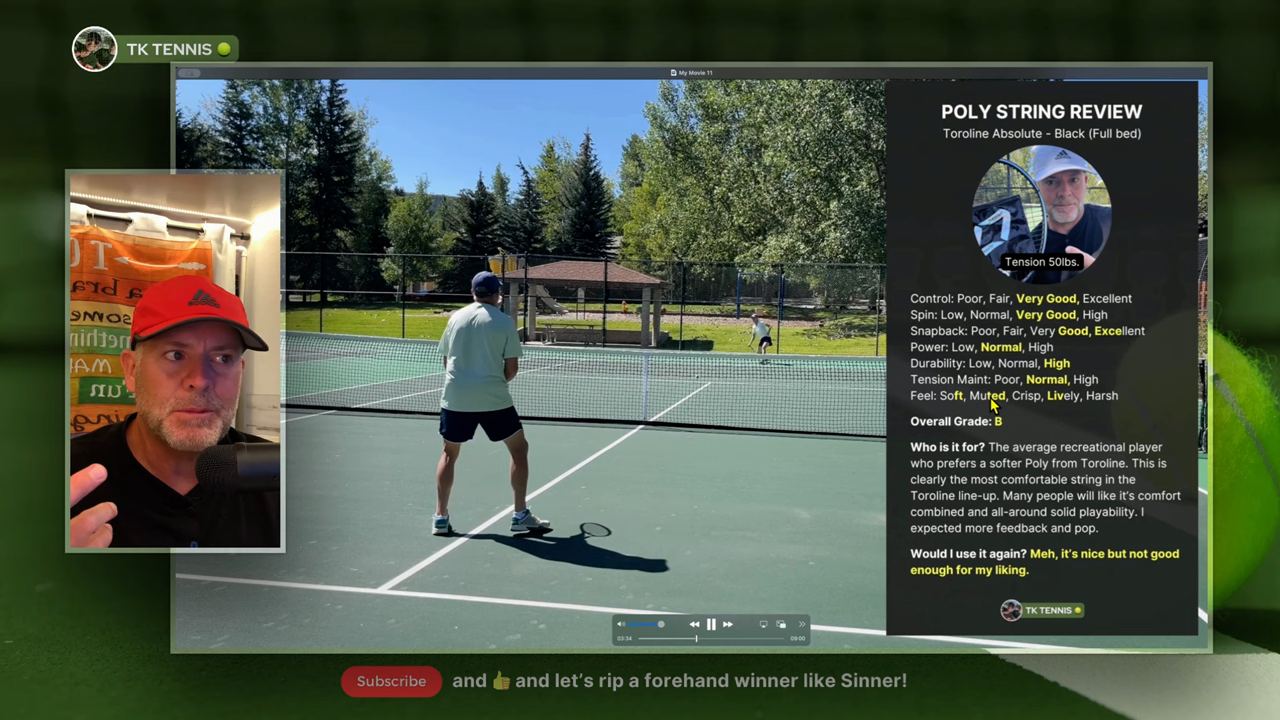 TK TENNIS
My Movie 11
POLY STRING REVIEW
Toroline Absolute - Black (Full bed)
Tension 50lbs.
Control: Poor, Fair, Very Good, Excellent
Spin: Low, Normal, Very Good, High
Snapback: Poor, Fair, Very Good, Excellent
Power: Low, Normal, High
Durability: Low, Normal, High
Tension Maint: Poor, Normal, High
Feel: Soft, Muted, Crisp, Lively, Harsh
Overall Grade: B
Who is it for? The average recreational player
who prefers a softer Poly from Toroline. This is
clearly the most comfortable string in the
Toroline line-up. Many people will like it's comfort
combined and all-around solid playability. I
expected more feedback and pop.
Would I use it again? Meh, it's nice but not good
enough for my liking.
TK TENNIS
03:34
09:00
Subscribe and 👍 and let's rip a forehand winner like Sinner!